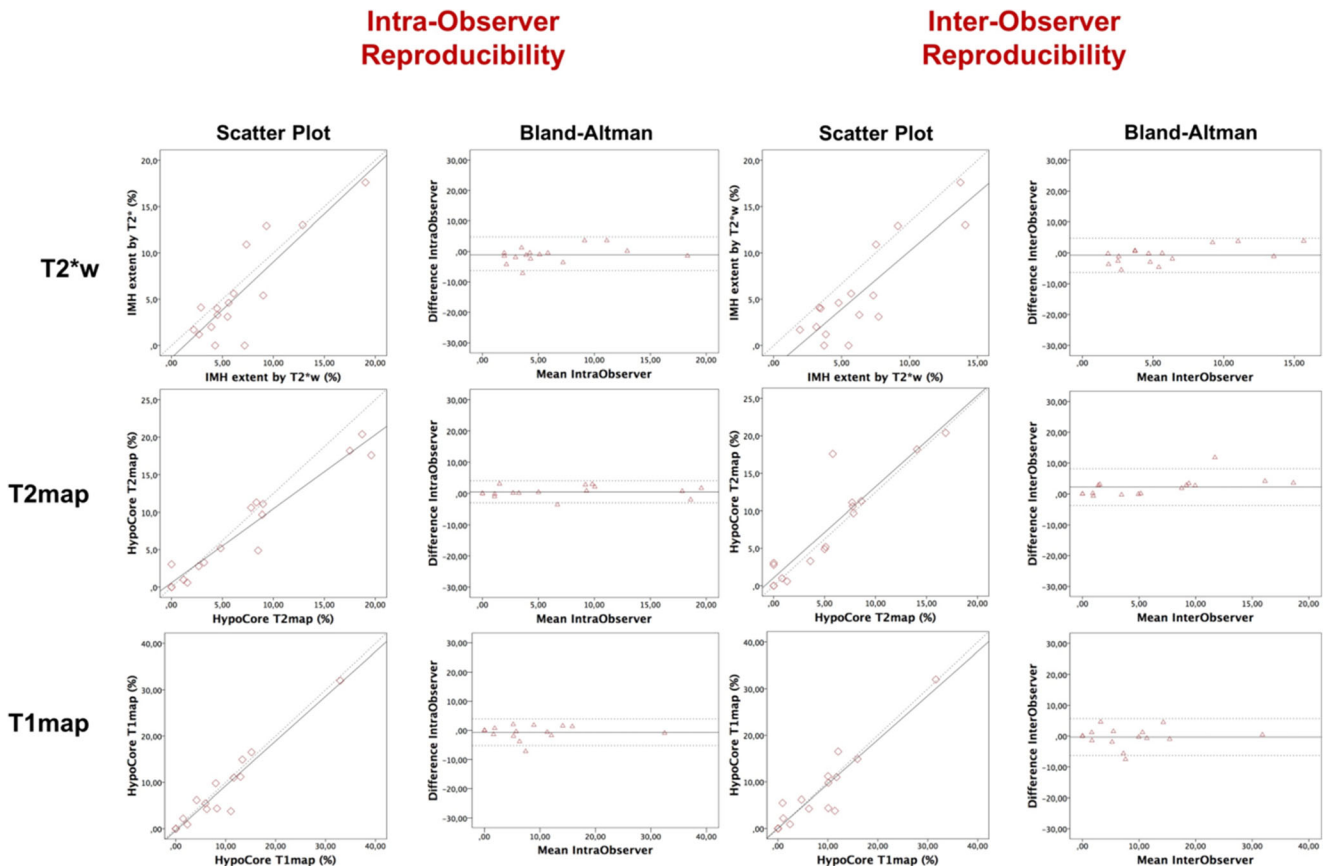 Intra-Observer
Reproducibility
Inter-Observer
Reproducibility
Scatter Plot
Bland-Altman
Scatter Plot
Bland-Altman
T2*w
IMH extent by T2* (%)
20,0
15,0
10,0
5,0
,0
,00 5,00 10,00 15,00 20,00
IMH extent by T2*w (%)
Difference IntraObserver
30,00
20,00
10,00
,00
-10,00
-20,00
-30,00
,00 5,00 10,00 15,00 20,00
Mean IntraObserver
IMH extent by T2*w (%)
20,0
15,0
10,0
5,0
,0
,00 5,00 10,00 15,00
IMH extent by T2*w (%)
Difference InterObserver
30,00
20,00
10,00
,00
-10,00
-20,00
-30,00
,00 5,00 10,00 15,00
Mean InterObserver
T2map
HypoCore T2map (%)
25,0
20,0
15,0
10,0
5,0
,0
,00 5,00 10,00 15,00 20,00
HypoCore T2map (%)
Difference IntraObserver
30,00
20,00
10,00
,00
-10,00
-20,00
-30,00
,00 5,00 10,00 15,00 20,00
Mean IntraObserver
HypoCore T2map (%)
25,0
20,0
15,0
10,0
5,0
,0
,00 5,00 10,00 15,00 20,00
HypoCore T2map (%)
Difference InterObserver
30,00
20,00
10,00
,00
-10,00
-20,00
-30,00
,00 5,00 10,00 15,00 20,00
Mean InterObserver
T1map
HypoCore T1map (%)
40,00
30,00
20,00
10,00
,00
,00 10,00 20,00 30,00 40,00
HypoCore T1map (%)
Difference IntraObserver
30,00
20,00
10,00
,00
-10,00
-20,00
-30,00
,00 10,00 20,00 30,00 40,00
Mean IntraObserver
HypoCore T1map (%)
40,00
30,00
20,00
10,00
,00
,00 10,00 20,00 30,00 40,00
HypoCore T1map (%)
Difference InterObserver
30,00
20,00
10,00
,00
-10,00
-20,00
-30,00
,00 10,00 20,00 30,00 40,00
Mean InterObserver